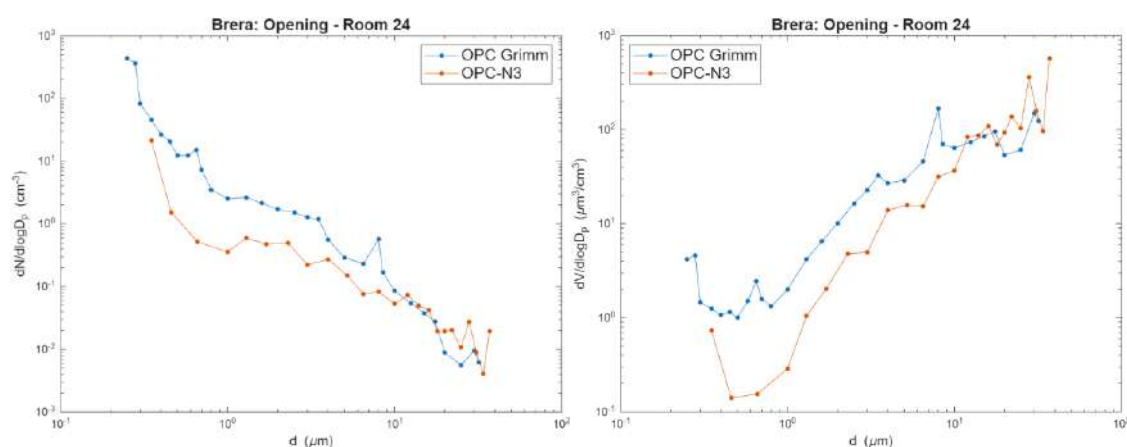 Brera: Opening - Room 24
OPC Grimm
OPC-N3
10³
10²
10¹
10⁰
10⁻¹
10⁻²
10⁻³
dN/dlogDₚ (cm⁻³)
10⁻¹ 10⁰ 10¹ 10²
d (μm)
Brera: Opening - Room 24
OPC Grimm
OPC-N3
10³
10²
10¹
10⁰
10⁻¹
dV/dlogDₚ (μm³/cm³)
10⁻¹ 10⁰ 10¹ 10²
d (μm)